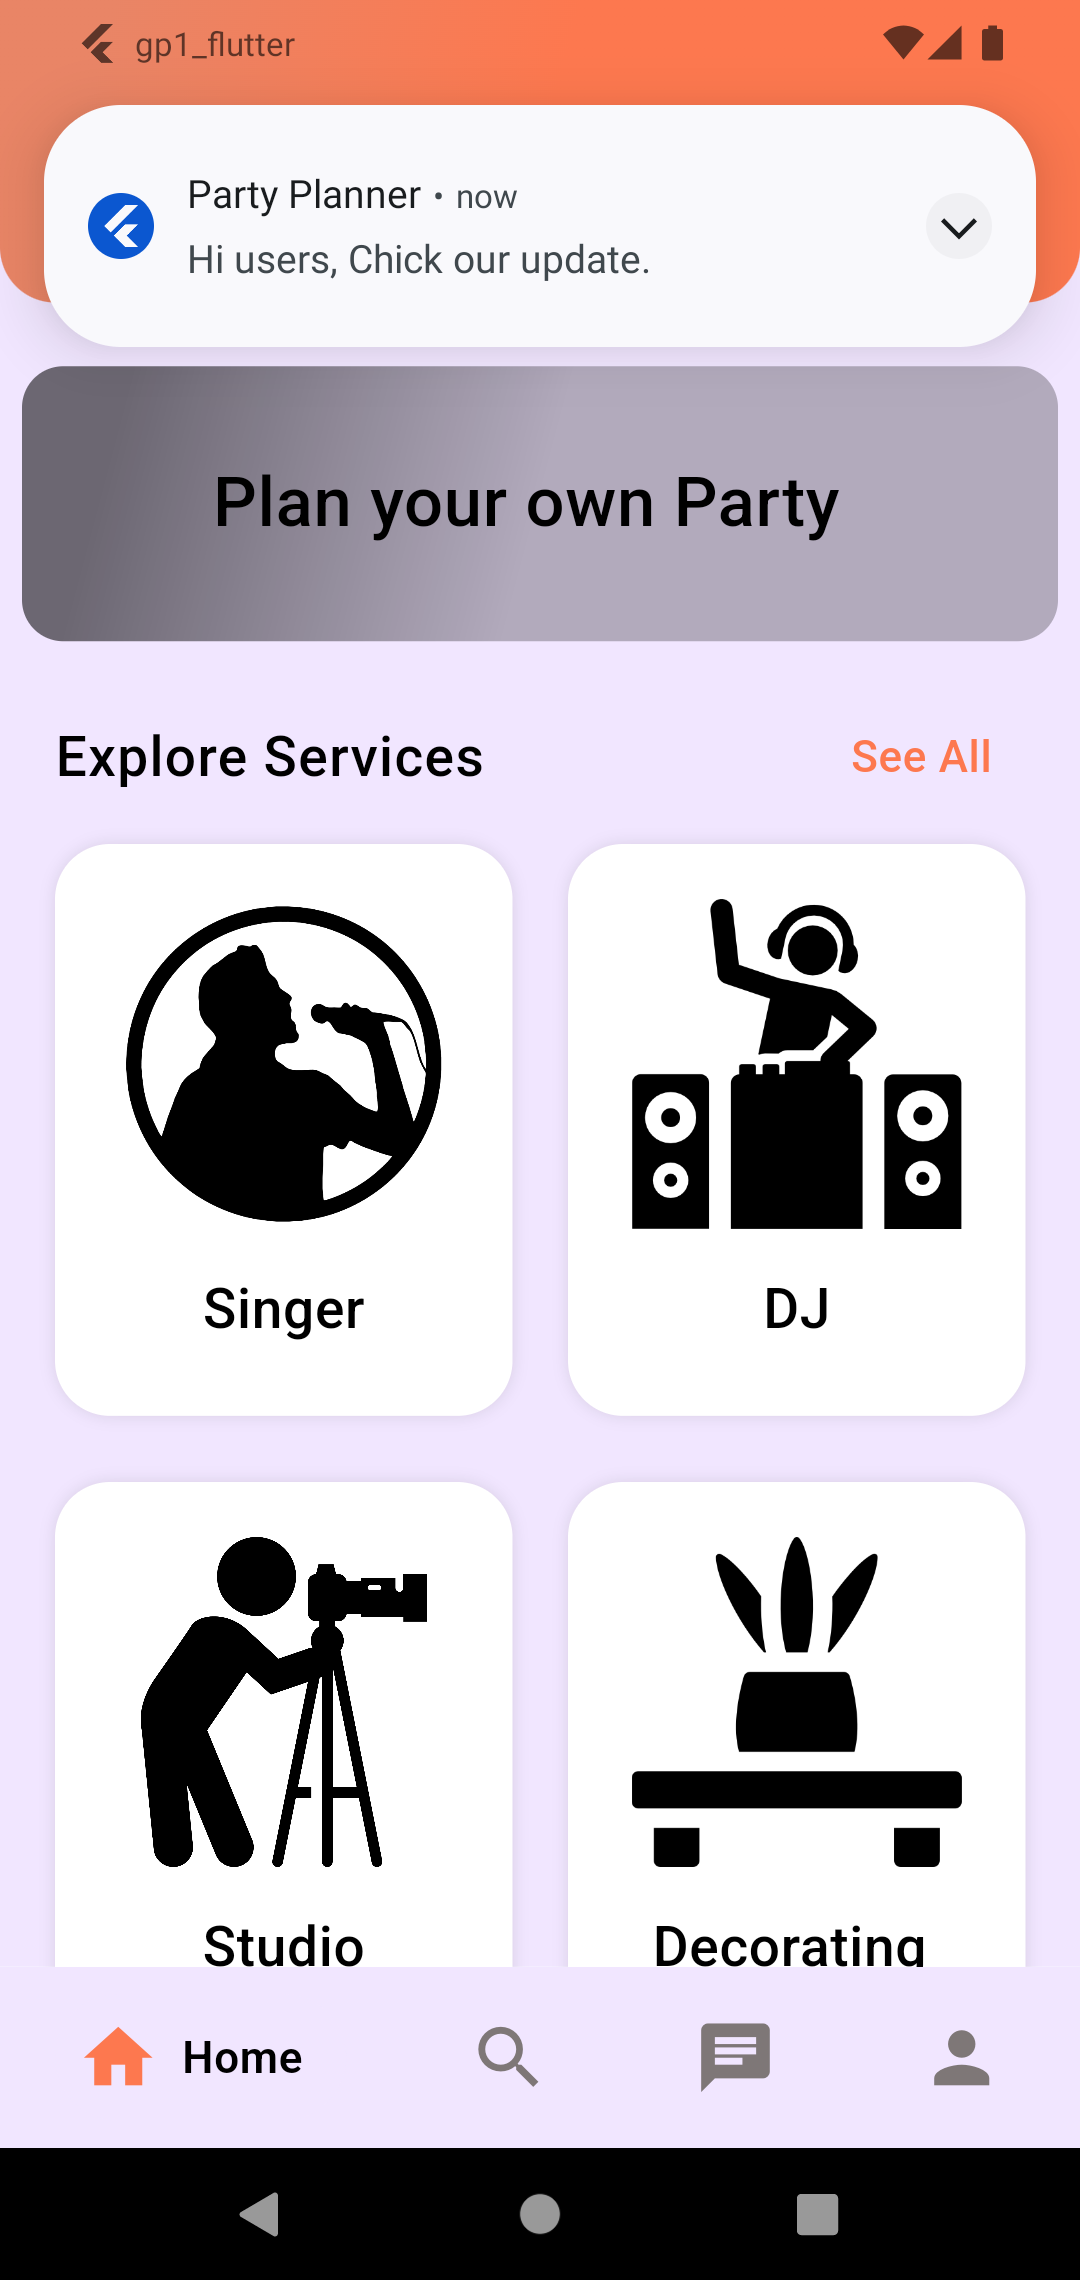 gp1_flutter
Party Planner • now
Hi users, Chick our update.
Plan your own Party
Explore Services
See All
Singer
DJ
Studio
Decorating
Home